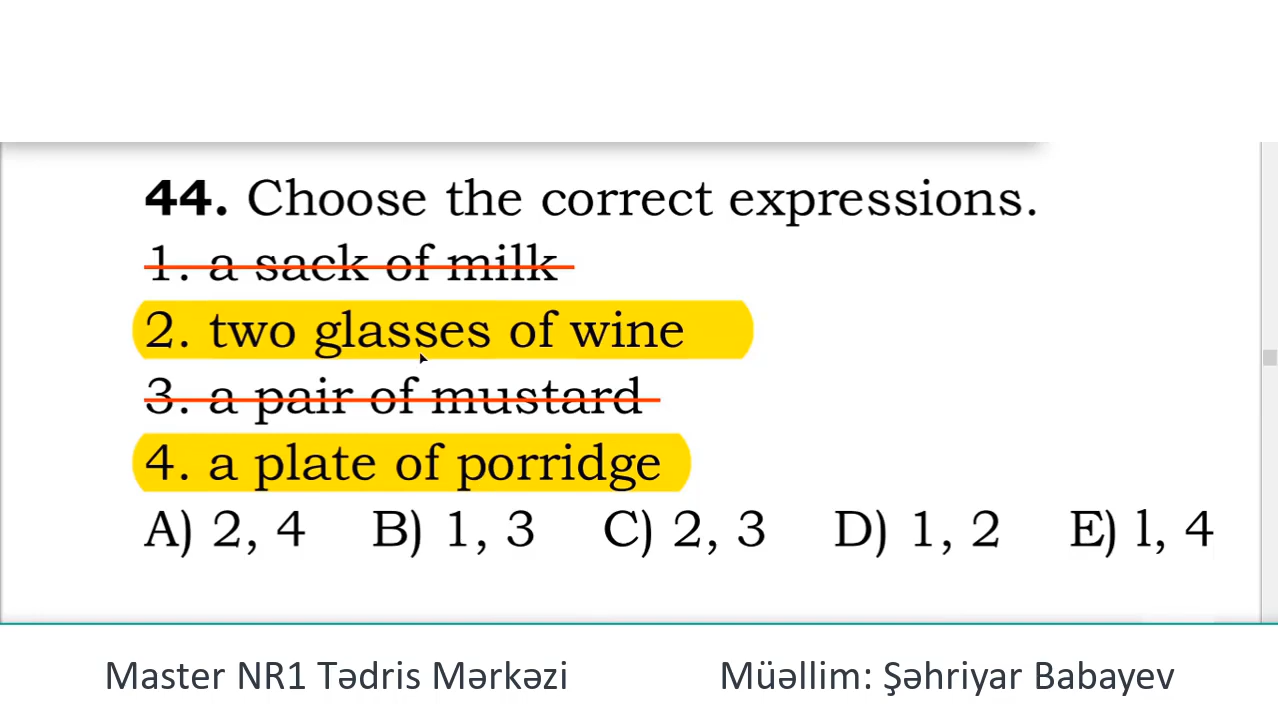 44. Choose the correct expressions.
1. a sack of milk
2. two glasses of wine
3. a pair of mustard
4. a plate of porridge
A) 2, 4 B) 1, 3 C) 2, 3 D) 1, 2 E) l, 4
Master NR1 Tədris Mərkəzi Müəllim: Şəhriyar Babayev